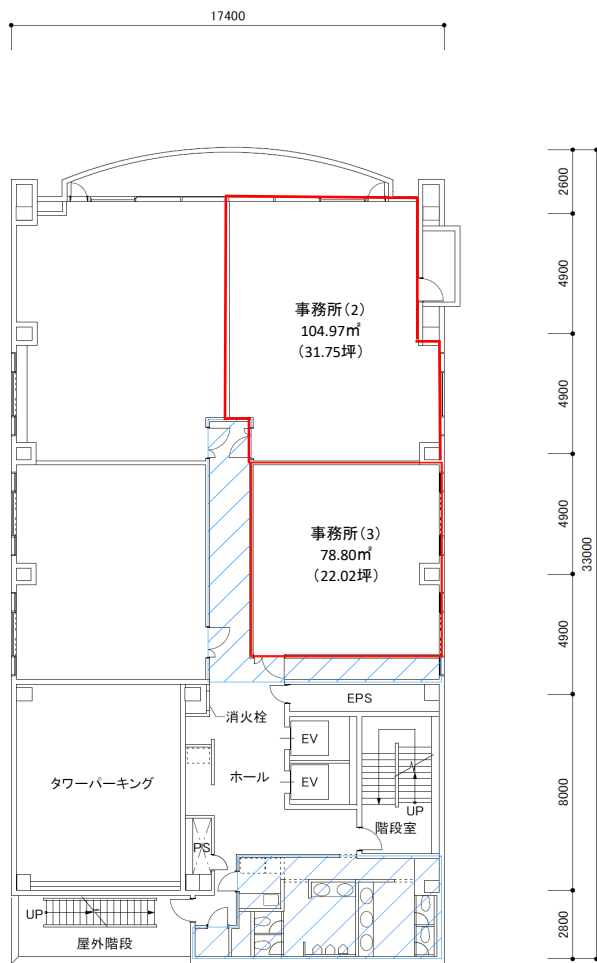 17400
2600
4900
4900
4900
4900
33000
8000
2800
事務所(2)
104.97㎡
(31.75坪)
事務所(3)
78.80㎡
(22.02坪)
EPS
消火栓
EV
ホール
EV
タワーパーキング
UP
階段室
PS
UP
屋外階段